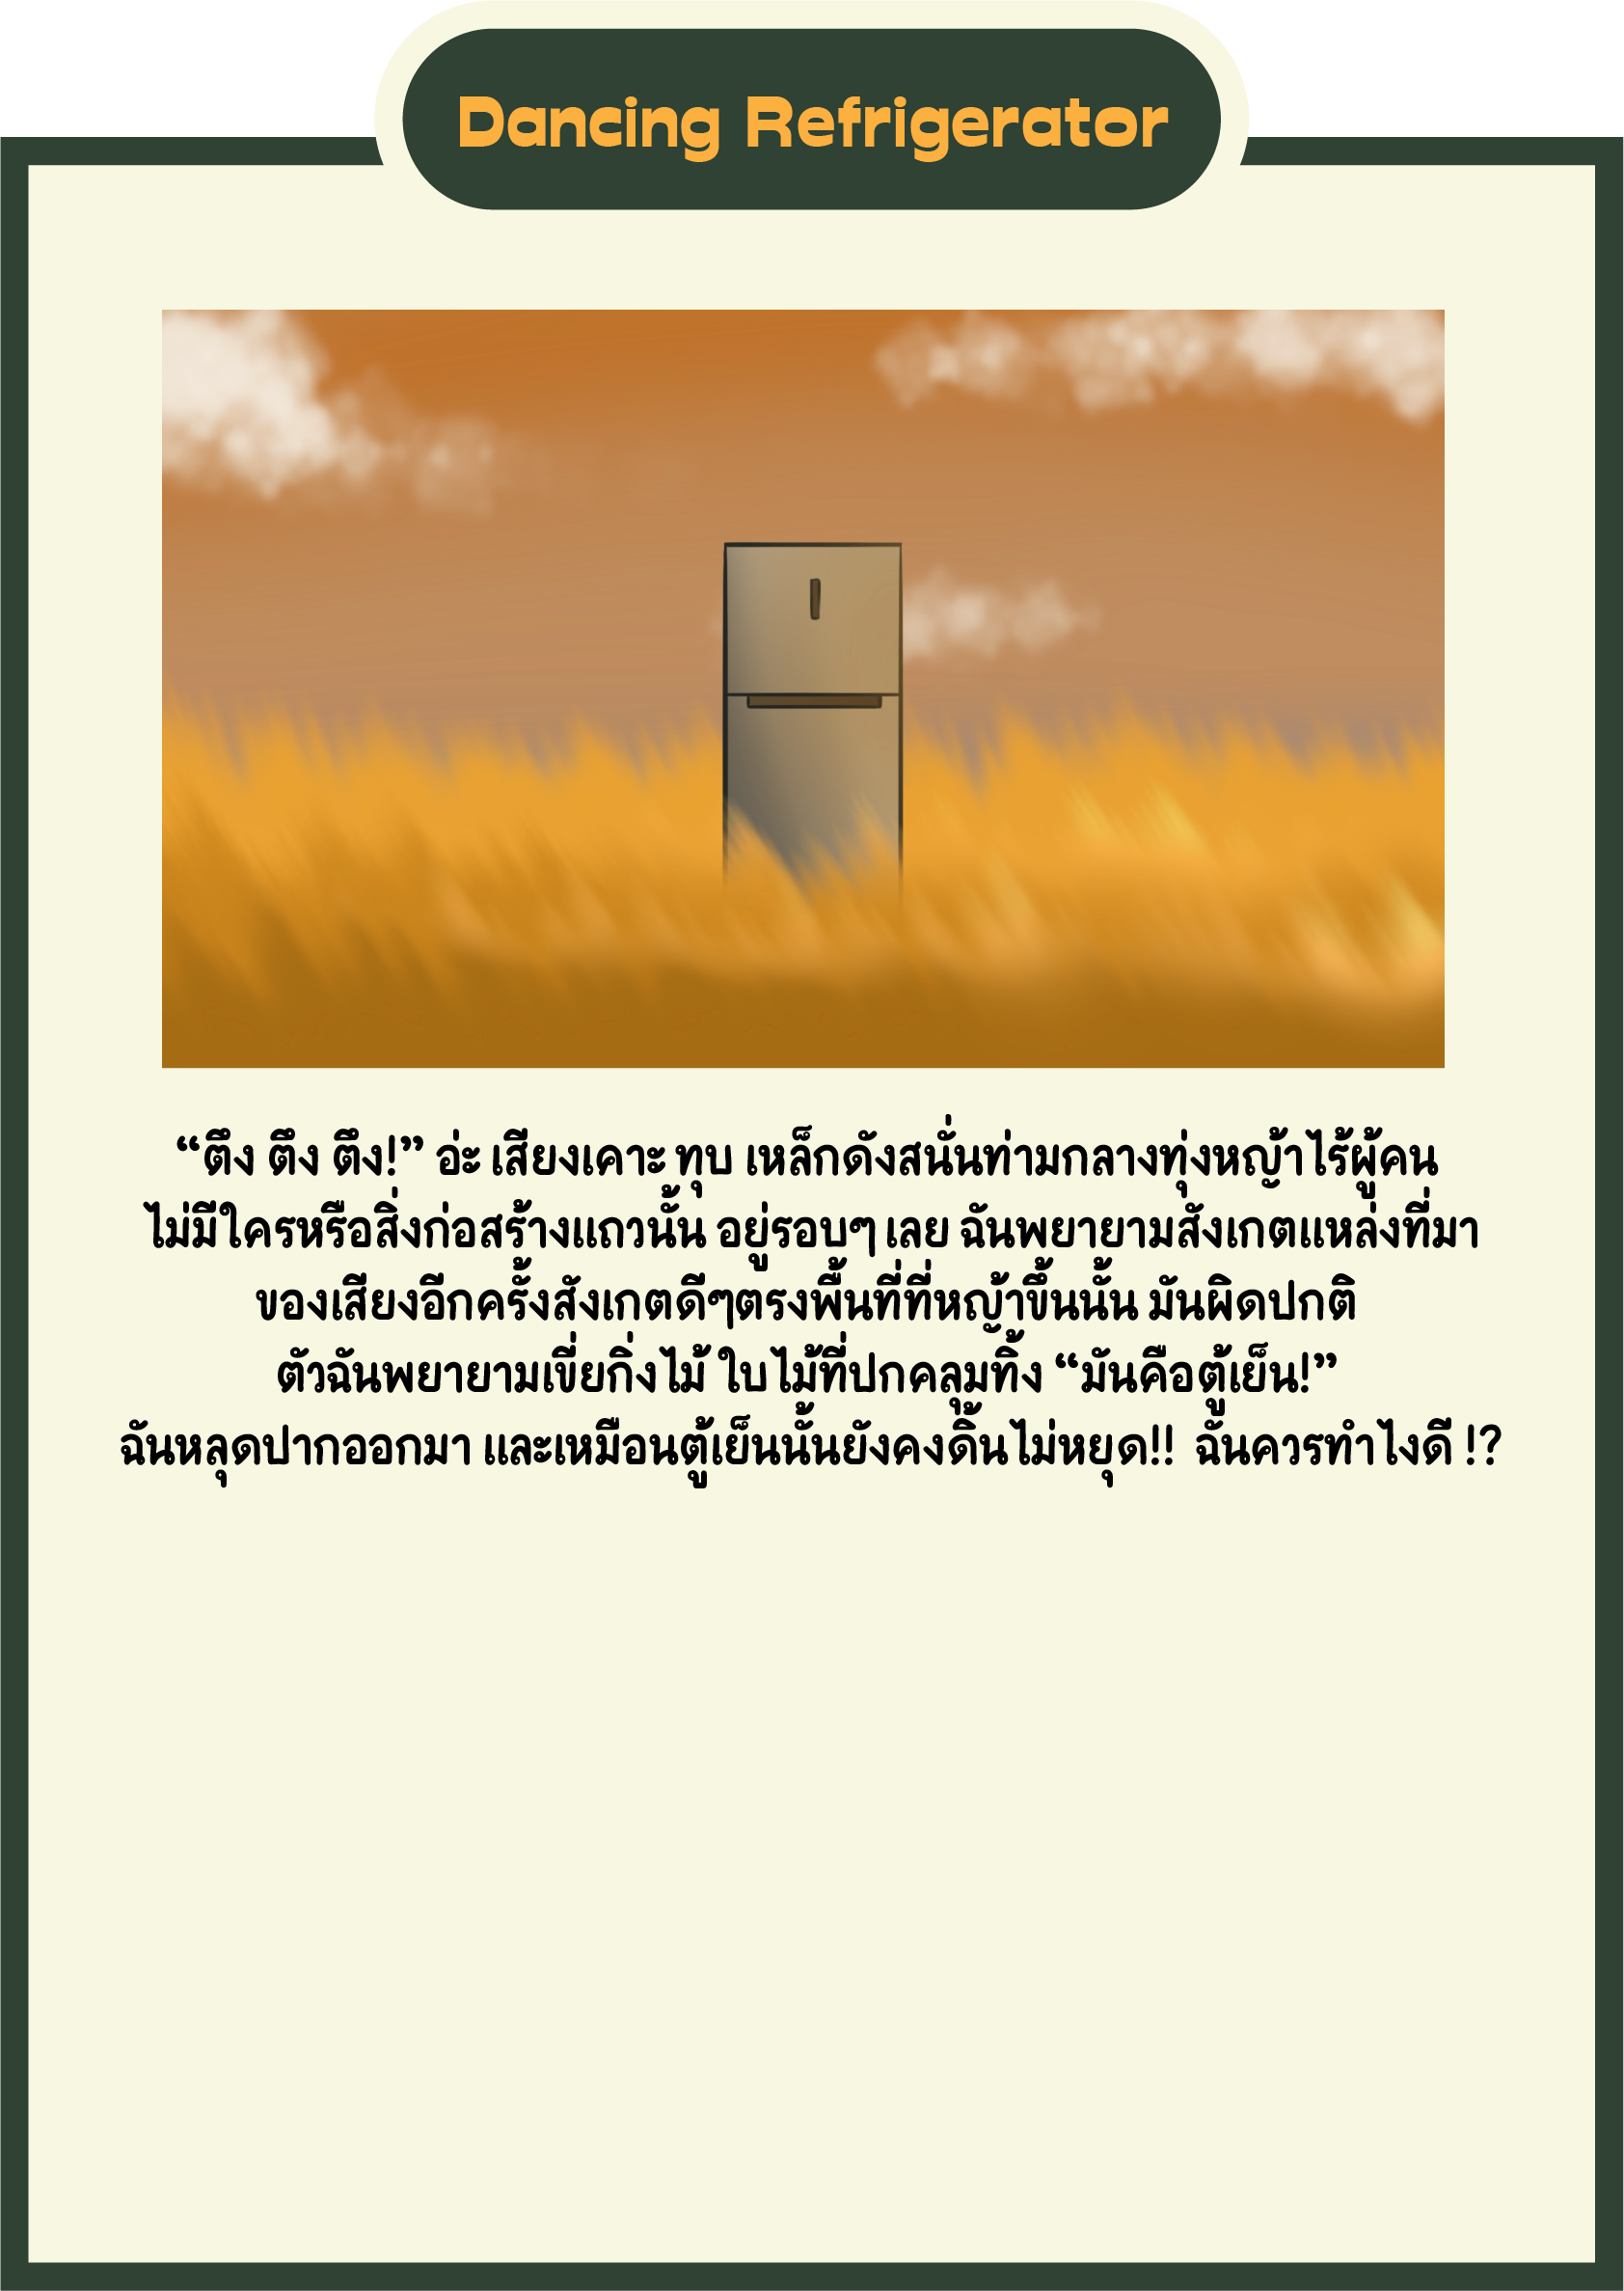 Dancing Refrigerator
“ตึง ตึง ตึง!” อ่ะ เสียงเคาะ ทุบ เหล็กดังสนั่นท่ามกลางทุ่งหญ้าไร้ผู้คน
ไม่มีใครหรือสิ่งก่อสร้างแถวนั้น อยู่รอบๆ เลย ฉันพยายามสังเกตแหล่งที่มา
ของเสียงอีกครั้งสังเกตดีๆตรงพื้นที่ที่หญ้าขึ้นนั้น มันผิดปกติ
ตัวฉันพยายามเขี่ยกิ่งไม้ ใบไม้ที่ปกคลุมทิ้ง “มันคือตู้เย็น!”
ฉันหลุดปากออกมา และเหมือนตู้เย็นนั้นยังคงดิ้นไม่หยุด!! ฉันควรทำไงดี !?